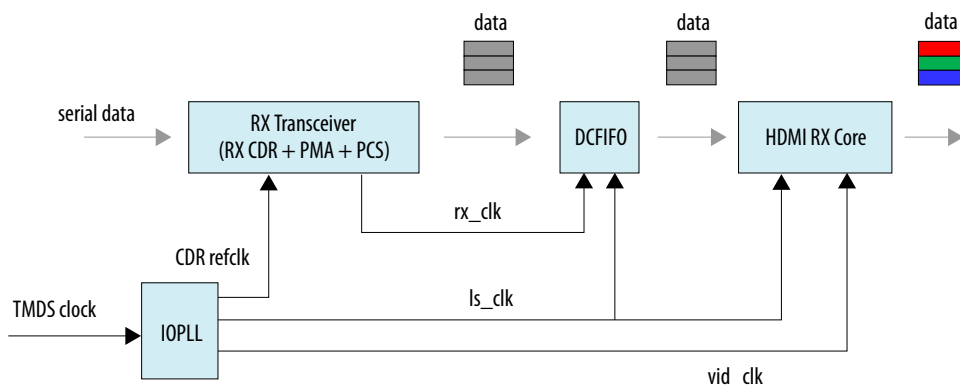 data
data
data
serial data
RX Transceiver
(RX CDR + PMA + PCS)
DCFIFO
HDMI RX Core
rx_clk
CDR refclk
TMDS clock
IOPLL
ls_clk
vid_clk